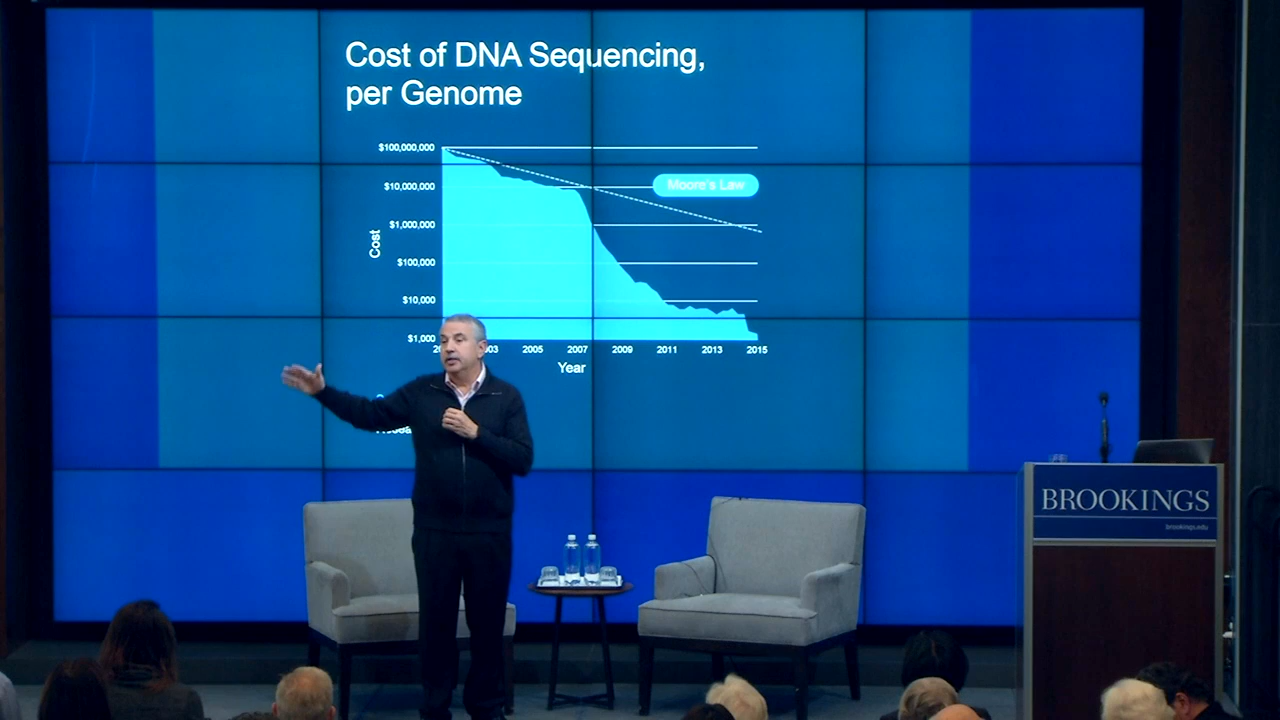 Cost of DNA Sequencing,
per Genome
$100,000,000
$10,000,000
Moore's Law
$1,000,000
Cost
$100,000
$10,000
$1,000
2005
2007
2009
2011
2013
2015
Year
BROOKINGS
brookings.edu